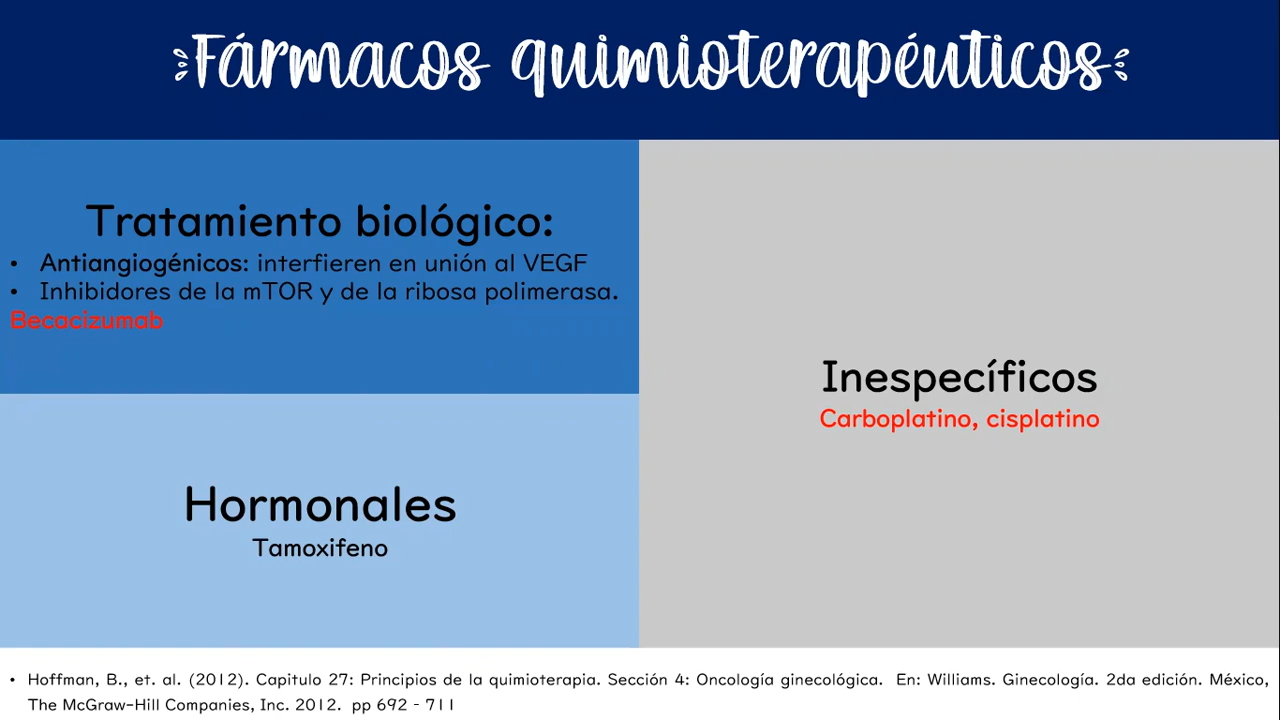 Fármacos quimioterapéuticos
Tratamiento biológico:
• Antiangiogénicos: interfieren en unión al VEGF
• Inhibidores de la mTOR y de la ribosa polimerasa.
Becacizumab
Hormonales
Tamoxifeno
Inespecíficos
Carboplatino, cisplatino
• Hoffman, B., et. al. (2012). Capitulo 27: Principios de la quimioterapia. Sección 4: Oncología ginecológica. En: Williams. Ginecología. 2da edición. México,
The McGraw-Hill Companies, Inc. 2012. pp 692 - 711